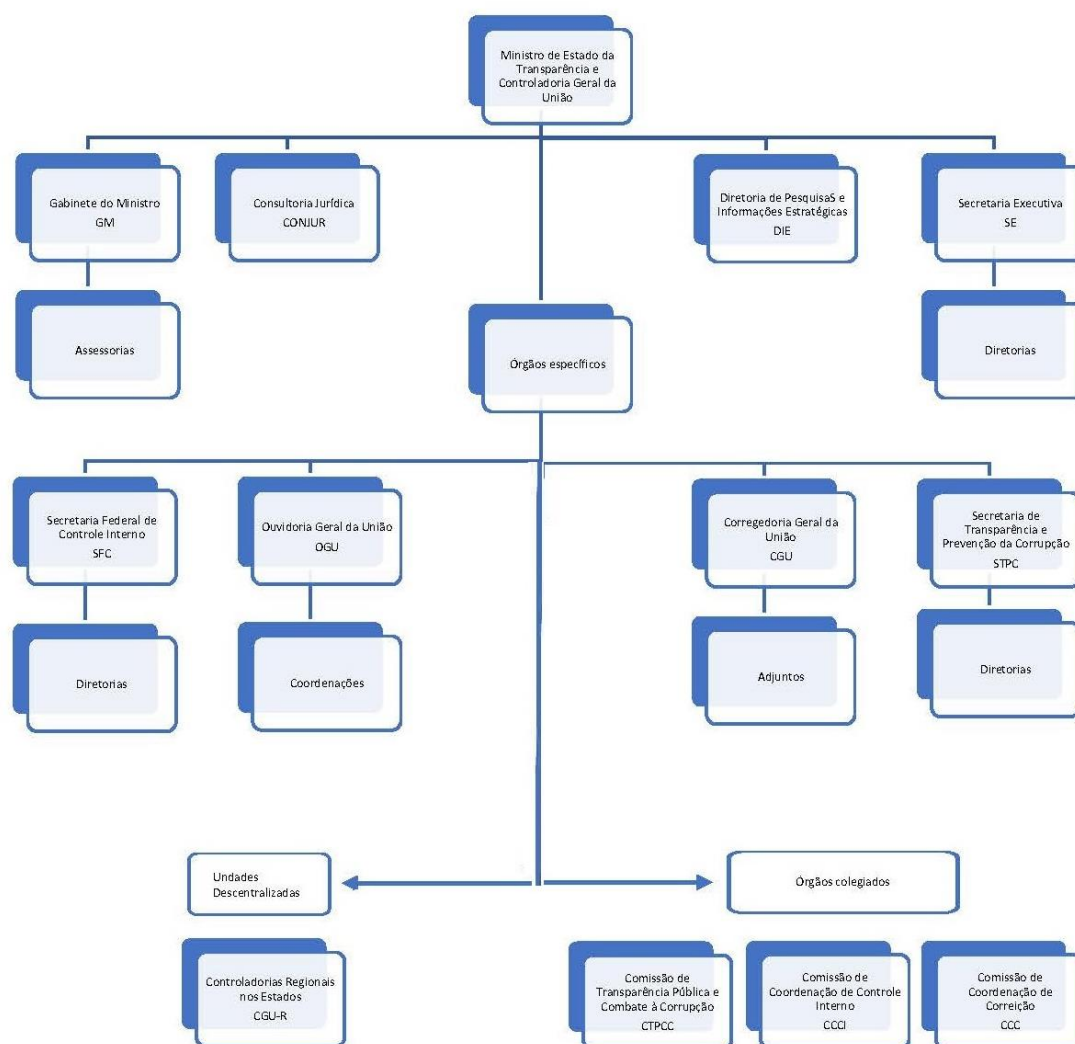 Ministro de Estado da
Transparência e
Controladoria Geral da
União
Gabinete do Ministro
GM
Consultoria Jurídica
CONJUR
Diretoria de PesquisaS e
Informações Estratégicas
DIE
Secretaria Executiva
SE
Assessorias
Órgãos específicos
Diretorias
Secretaria Federal de
Controle Interno
SFC
Ouvidoria Geral da União
OGU
Corregedoria Geral da
União
CGU
Secretaria de
Transparência e
Prevenção da Corrupção
STPC
Diretorias
Coordenações
Adjuntos
Diretorias
Undades
Descentralizadas
Órgãos colegiados
Controladorias Regionais
nos Estados
CGU-R
Comissão de
Transparência Pública e
Combate à Corrupção
CTPCC
Comissão de
Coordenação de Controle
Interno
CCCI
Comissão de
Coordenação de
Correição
CCC